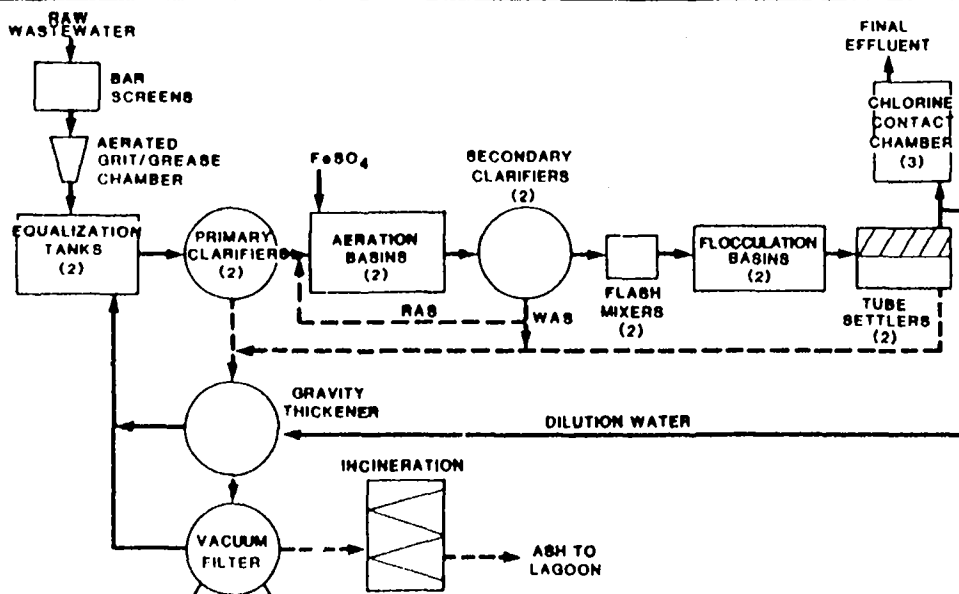 RAW
WASTEWATER
BAR
SCREENS
AERATED
GRIT/GREASE
CHAMBER
EQUALIZATION
TANKS
(2)
PRIMARY
CLARIFIERS
(2)
FeSO4
AERATION
BASINS
(2)
SECONDARY
CLARIFIERS
(2)
RAS
WAS
FLASH
MIXERS
(2)
FLOCCULATION
BASINS
(2)
TUBE
SETTLERS
(2)
FINAL
EFFLUENT
CHLORINE
CONTACT
CHAMBER
(3)
GRAVITY
THICKENER
DILUTION WATER
INCINERATION
VACUUM
FILTER
ASH TO
LAGOON